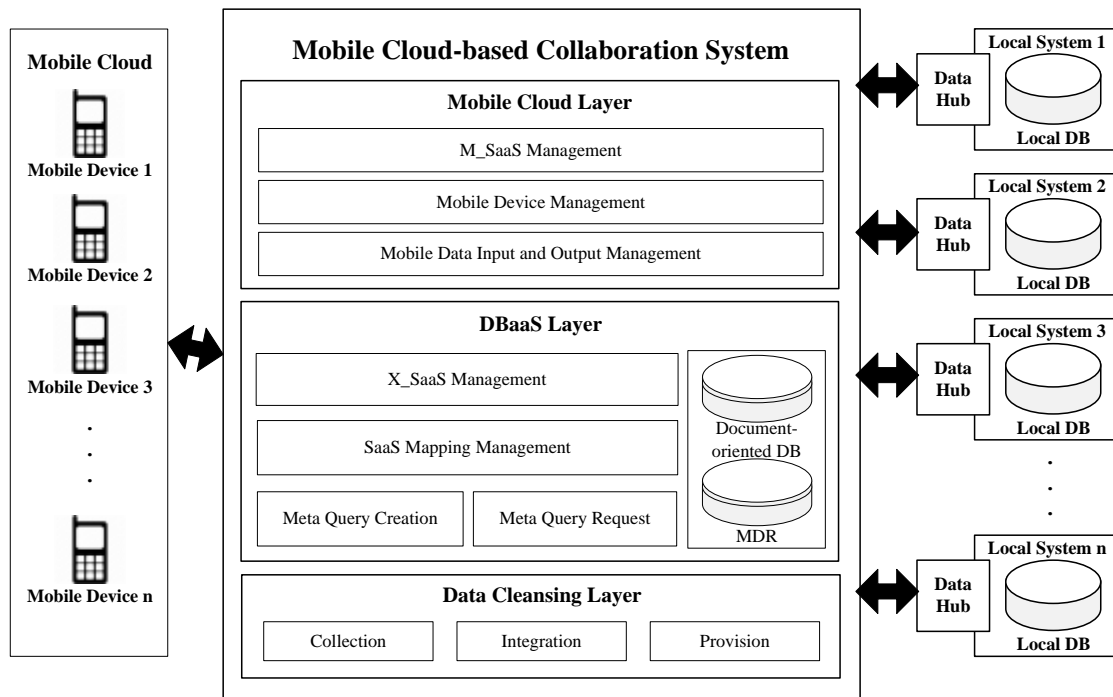 Mobile Cloud
Mobile Device 1
Mobile Device 2
Mobile Device 3
.
.
.
Mobile Device n
Mobile Cloud-based Collaboration System
Mobile Cloud Layer
M_SaaS Management
Mobile Device Management
Mobile Data Input and Output Management
DBaaS Layer
X_SaaS Management
SaaS Mapping Management
Meta Query Creation
Meta Query Request
Document-
oriented DB
MDR
Data Cleansing Layer
Collection
Integration
Provision
Local System 1
Data
Hub
Local DB
Local System 2
Data
Hub
Local DB
Local System 3
Data
Hub
Local DB
.
.
.
Local System n
Data
Hub
Local DB